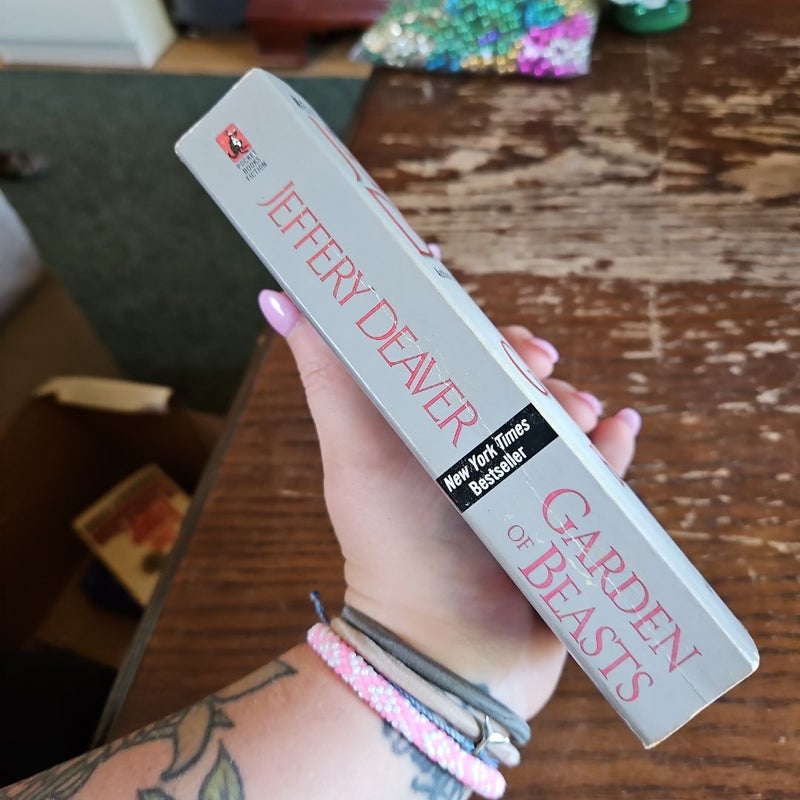 POCKET
BOOKS
FICTION
JEFFERY DEAVER
New York Times
Bestseller
GARDEN
OF BEASTS